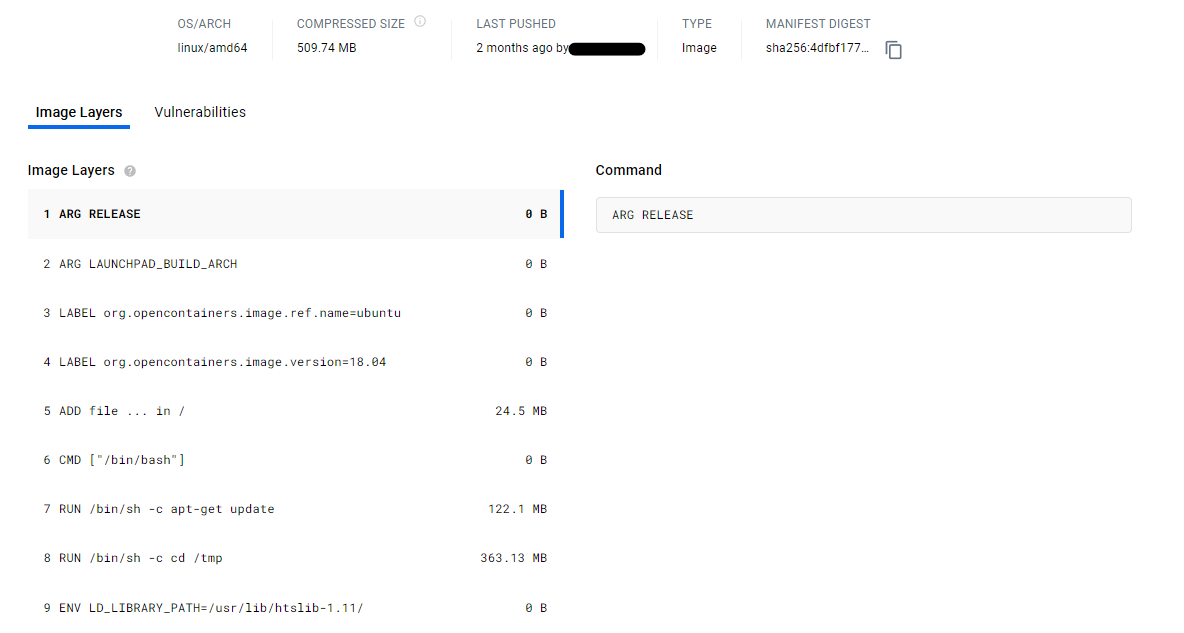 OS/ARCH COMPRESSED SIZE LAST PUSHED TYPE MANIFEST DIGEST
linux/amd64 509.74 MB 2 months ago by Image sha256:4dfbf177...
Image Layers Vulnerabilities
Image Layers ? Command
1 ARG RELEASE 0 B ARG RELEASE
2 ARG LAUNCHPAD_BUILD_ARCH 0 B
3 LABEL org.opencontainers.image.ref.name=ubuntu 0 B
4 LABEL org.opencontainers.image.version=18.04 0 B
5 ADD file ... in / 24.5 MB
6 CMD ["/bin/bash"] 0 B
7 RUN /bin/sh -c apt-get update 122.1 MB
8 RUN /bin/sh -c cd /tmp 363.13 MB
9 ENV LD_LIBRARY_PATH=/usr/lib/htslib-1.11/ 0 B